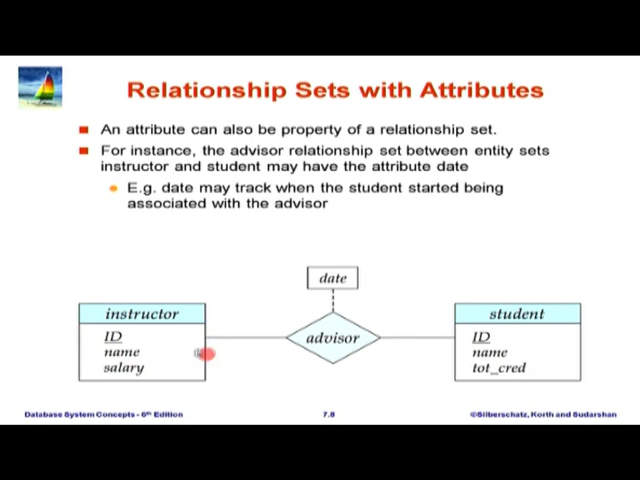 Relationship Sets with Attributes
An attribute can also be property of a relationship set.
For instance, the advisor relationship set between entity sets
instructor and student may have the attribute date
E.g. date may track when the student started being
associated with the advisor
date
instructor
ID
name
salary
advisor
student
ID
name
tot_cred
Database System Concepts - 6th Edition
7.8
©Silberschatz, Korth and Sudarshan